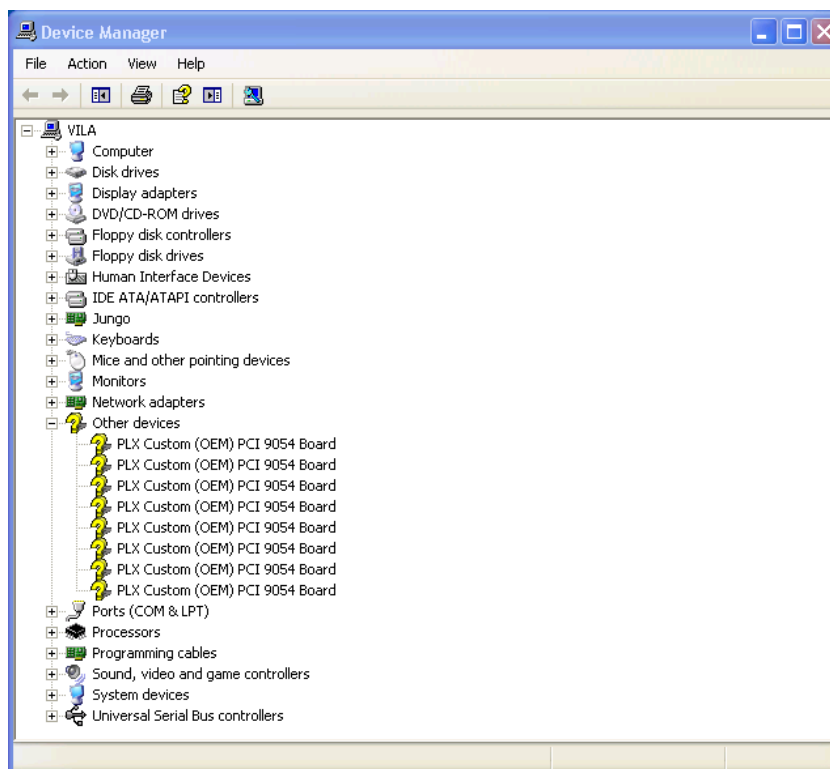 Device Manager
File Action View Help
VILA
Computer
Disk drives
Display adapters
DVD/CD-ROM drives
Floppy disk controllers
Floppy disk drives
Human Interface Devices
IDE ATA/ATAPI controllers
Jungo
Keyboards
Mice and other pointing devices
Monitors
Network adapters
Other devices
PLX Custom (OEM) PCI 9054 Board
PLX Custom (OEM) PCI 9054 Board
PLX Custom (OEM) PCI 9054 Board
PLX Custom (OEM) PCI 9054 Board
PLX Custom (OEM) PCI 9054 Board
PLX Custom (OEM) PCI 9054 Board
PLX Custom (OEM) PCI 9054 Board
PLX Custom (OEM) PCI 9054 Board
Ports (COM & LPT)
Processors
Programming cables
Sound, video and game controllers
System devices
Universal Serial Bus controllers